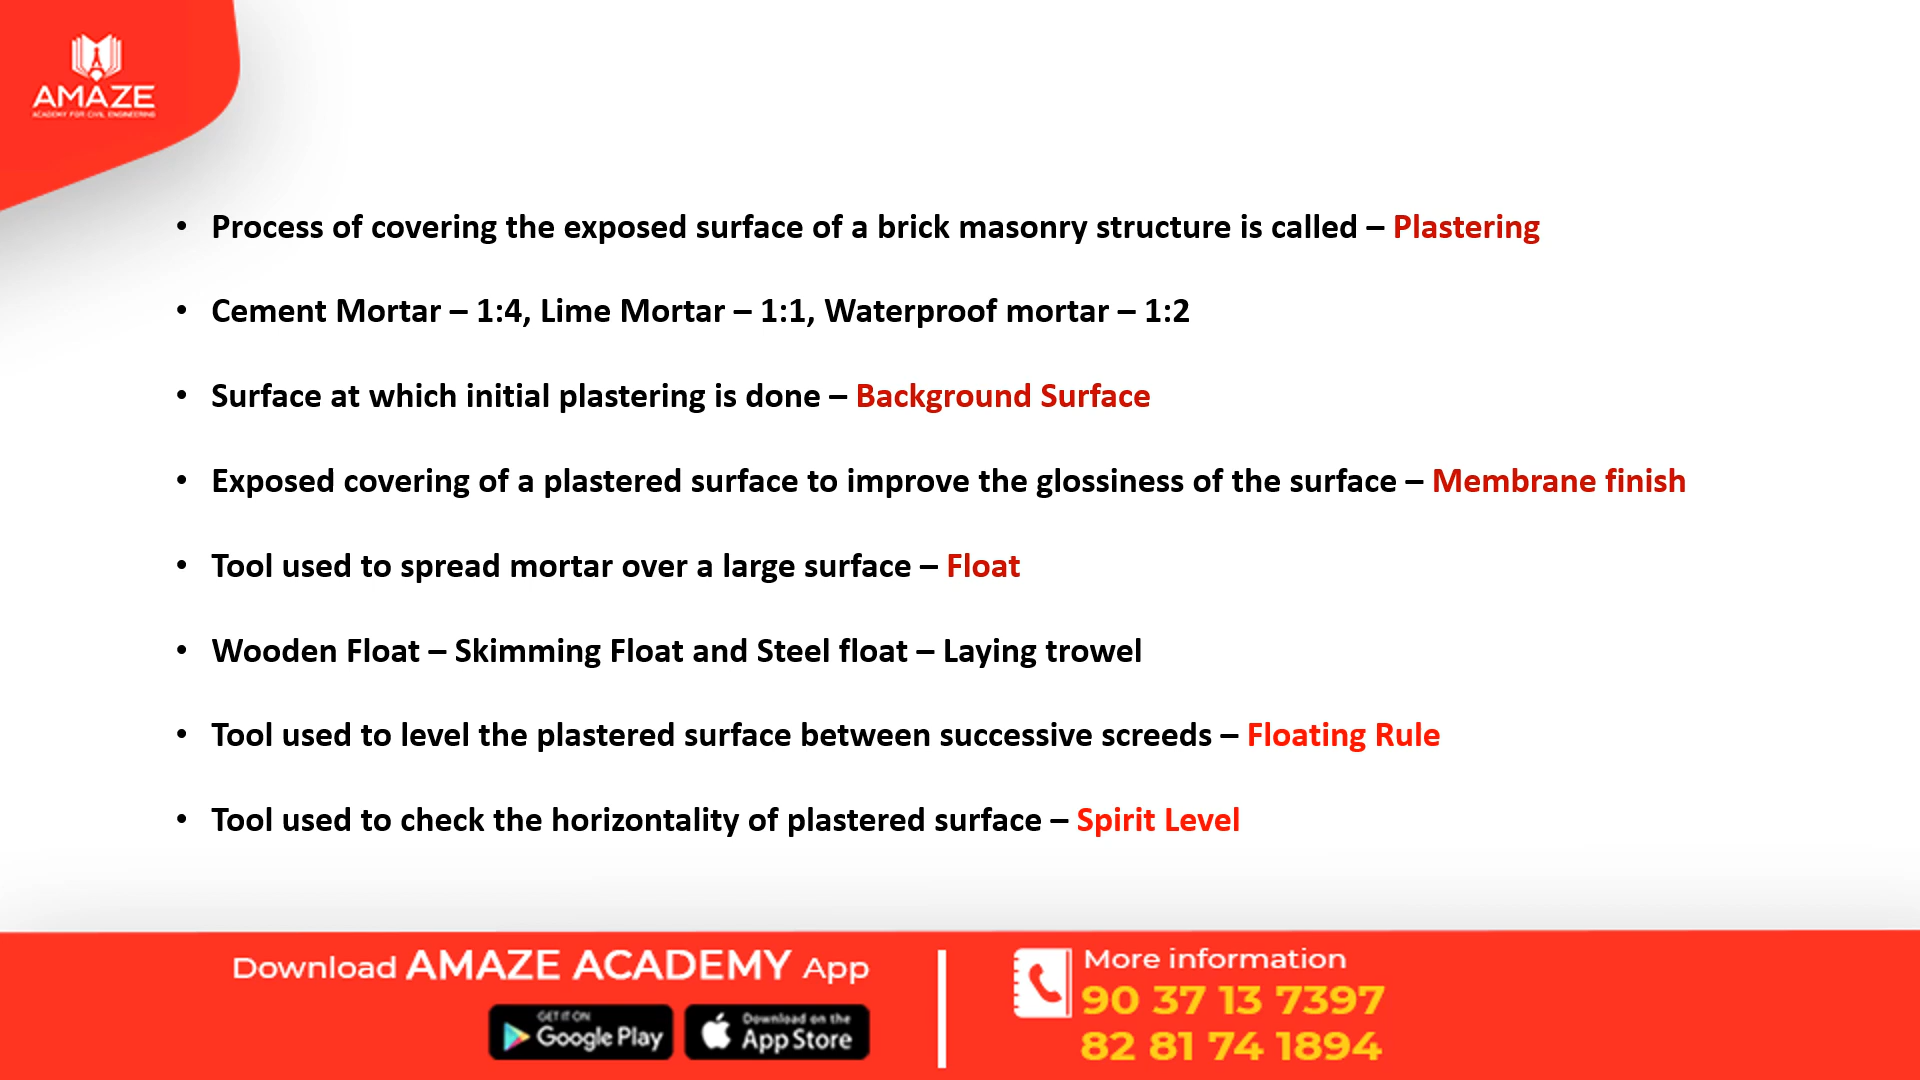 AMAZE
ACADEMY FOR CIVIL ENGINEERING
• Process of covering the exposed surface of a brick masonry structure is called – Plastering
• Cement Mortar – 1:4, Lime Mortar – 1:1, Waterproof mortar – 1:2
• Surface at which initial plastering is done – Background Surface
• Exposed covering of a plastered surface to improve the glossiness of the surface – Membrane finish
• Tool used to spread mortar over a large surface – Float
• Wooden Float – Skimming Float and Steel float – Laying trowel
• Tool used to level the plastered surface between successive screeds – Floating Rule
• Tool used to check the horizontality of plastered surface – Spirit Level
Download AMAZE ACADEMY App
GET IT ON
Google Play
Download on the
App Store
More information
90 37 13 7397
82 81 74 1894